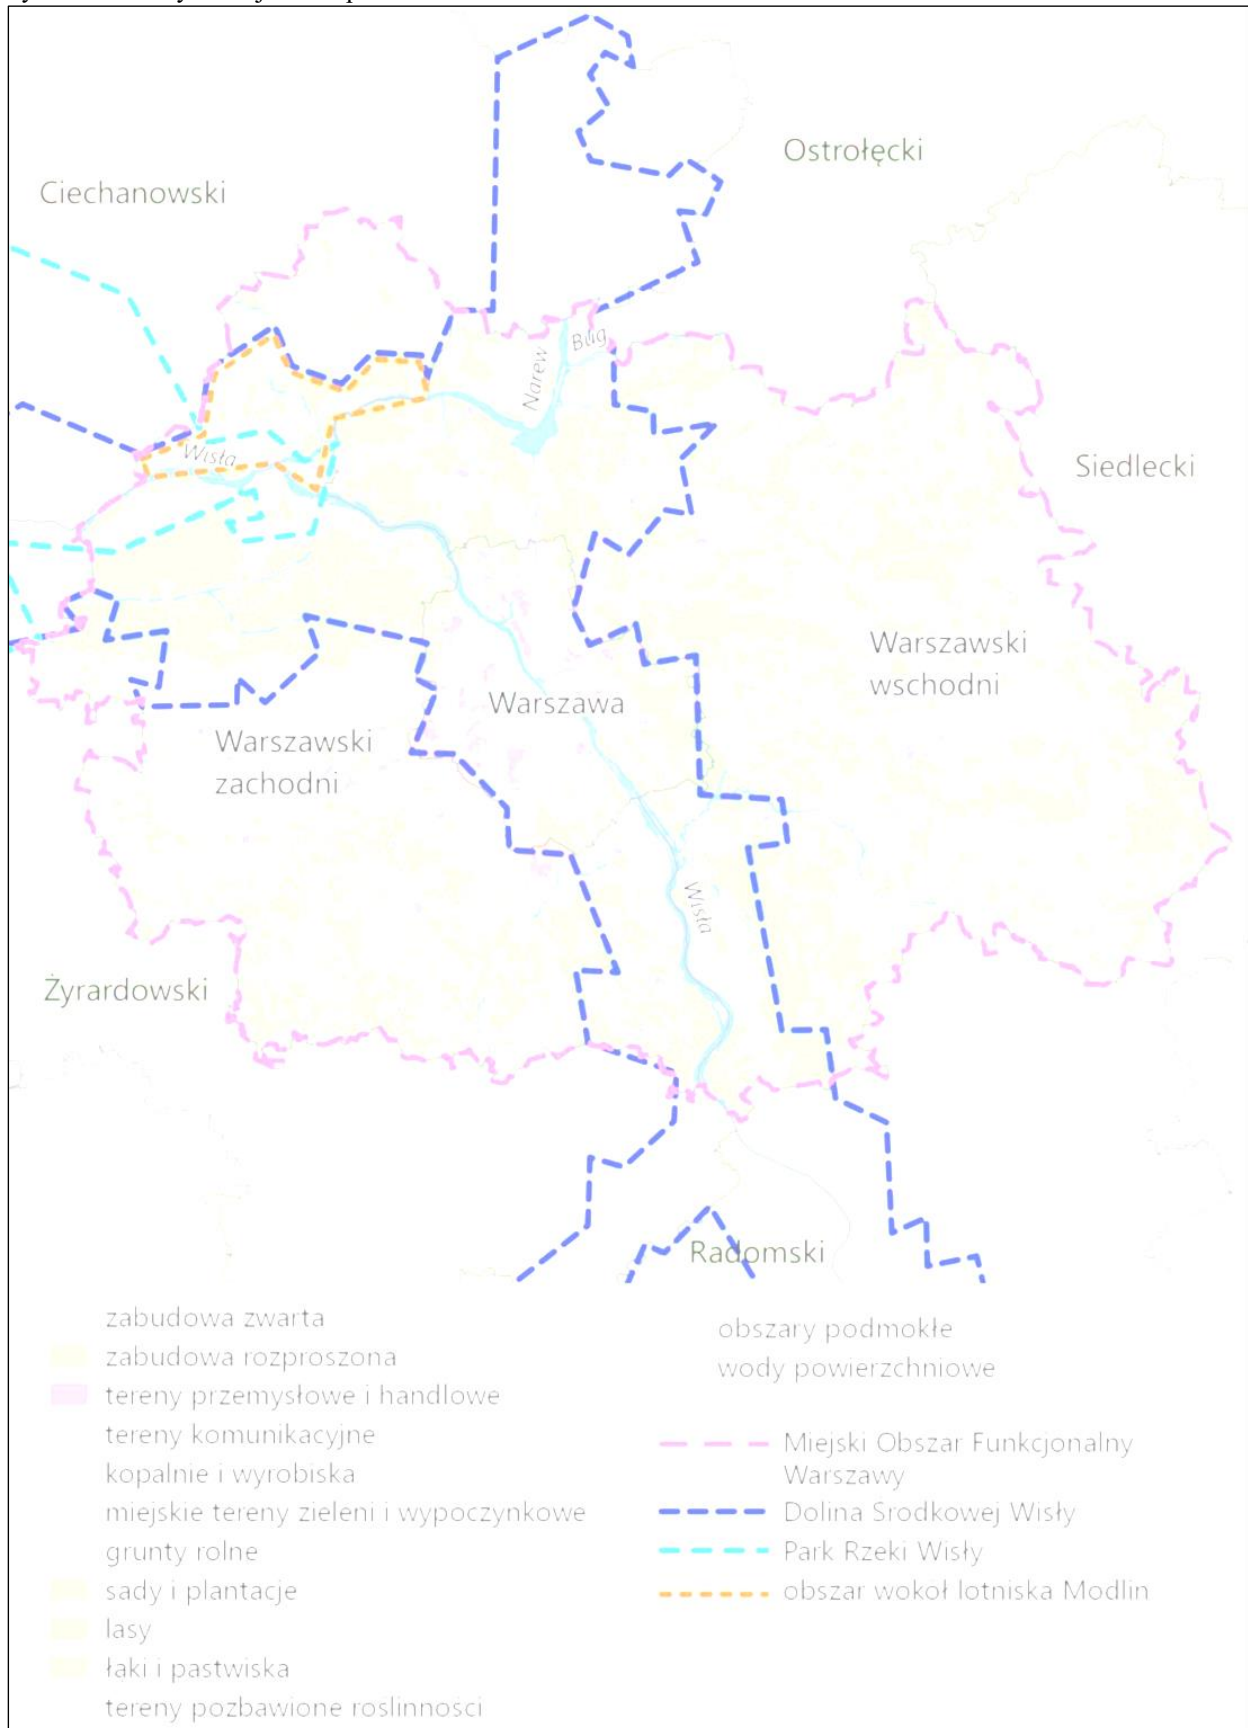 Ostrołęcki
Ciechanowski
Bug
Narew
Wisła
Siedlecki
Warszawski
wschodni
Warszawa
Warszawski
zachodni
Wisła
Żyrardowski
Radomski
zabudowa zwarta
zabudowa rozproszona
tereny przemysłowe i handlowe
tereny komunikacyjne
kopalnie i wyrobiska
miejskie tereny zieleni i wypoczynkowe
grunty rolne
sady i plantacje
lasy
łąki i pastwiska
tereny pozbawione roslinnosci
obszary podmokłe
wody powierzchniowe
Miejski Obszar Funkcjonalny
Warszawy
Dolina Srodkowej Wisły
Park Rzeki Wisły
obszar wokół lotniska Modlin